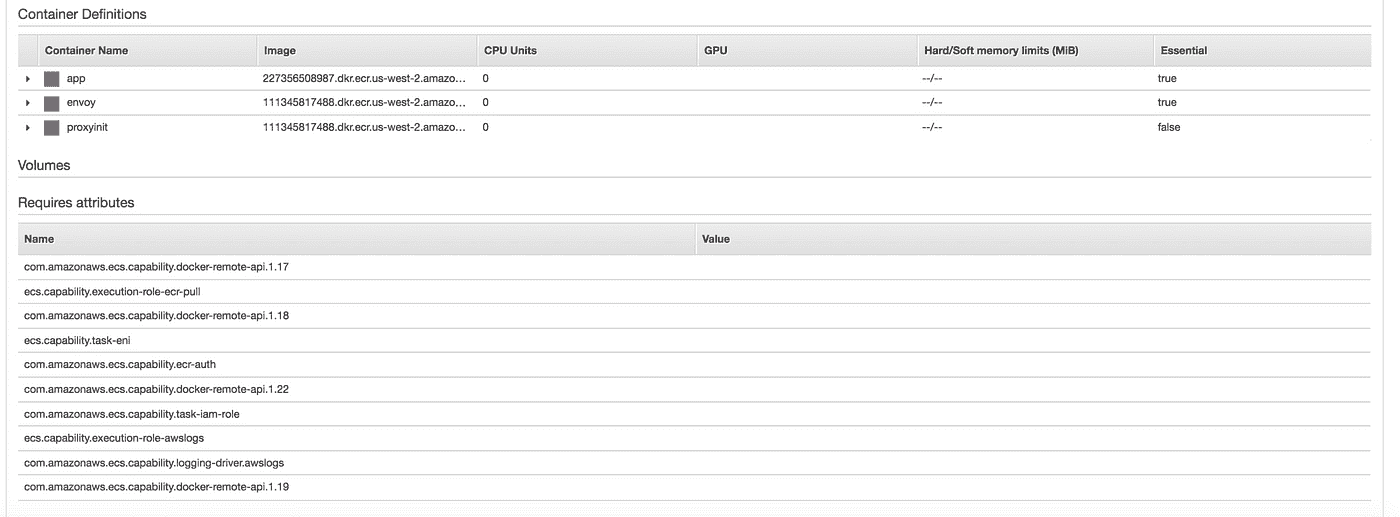 Container Definitions
Container Name Image CPU Units GPU Hard/Soft memory limits (MiB) Essential
app 227356508987.dkr.ecr.us-west-2.amazo... 0 --/-- true
envoy 111345817488.dkr.ecr.us-west-2.amazo... 0 --/-- true
proxyinit 111345817488.dkr.ecr.us-west-2.amazo... 0 --/-- false
Volumes
Requires attributes
Name Value
com.amazonaws.ecs.capability.docker-remote-api.1.17
ecs.capability.execution-role-ecr-pull
com.amazonaws.ecs.capability.docker-remote-api.1.18
ecs.capability.task-eni
com.amazonaws.ecs.capability.ecr-auth
com.amazonaws.ecs.capability.docker-remote-api.1.22
com.amazonaws.ecs.capability.task-iam-role
ecs.capability.execution-role-awslogs
com.amazonaws.ecs.capability.logging-driver.awslogs
com.amazonaws.ecs.capability.docker-remote-api.1.19